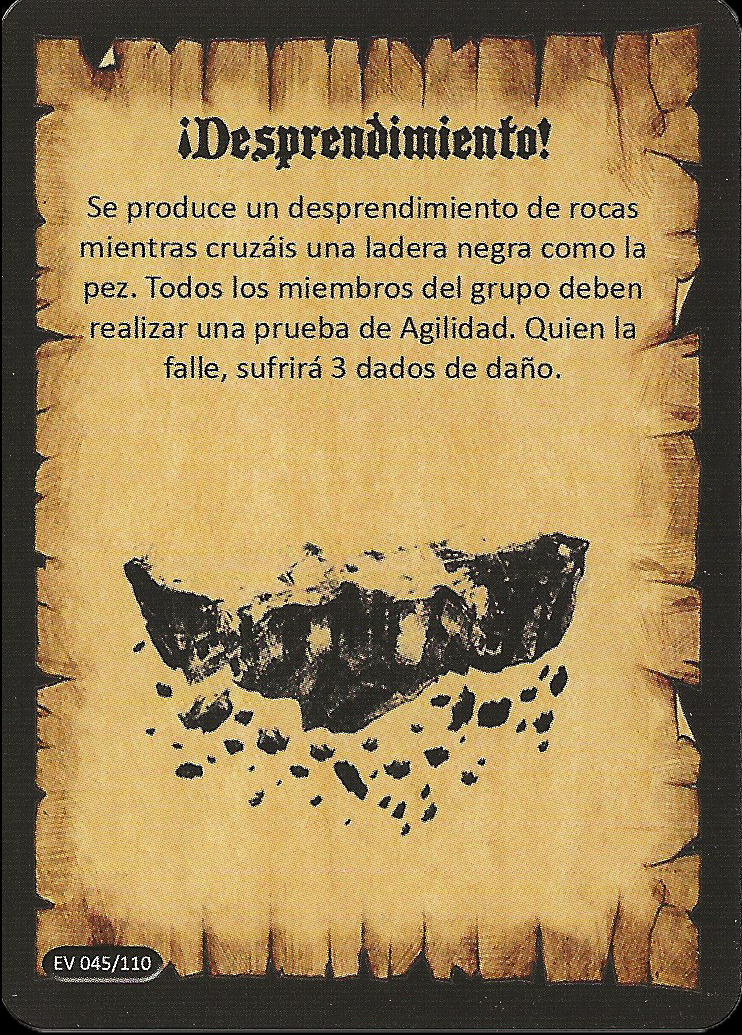 ¡Desprendimiento!
Se produce un desprendimiento de rocas
mientras cruzáis una ladera negra como la
pez. Todos los miembros del grupo deben
realizar una prueba de Agilidad. Quien la
falle, sufrirá 3 dados de daño.
EV 045/110